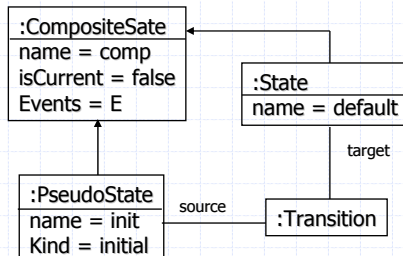 :CompositeSate
name = comp
isCurrent = false
Events = E
:State
name = default
target
:PseudoState
name = init
Kind = initial
source
:Transition